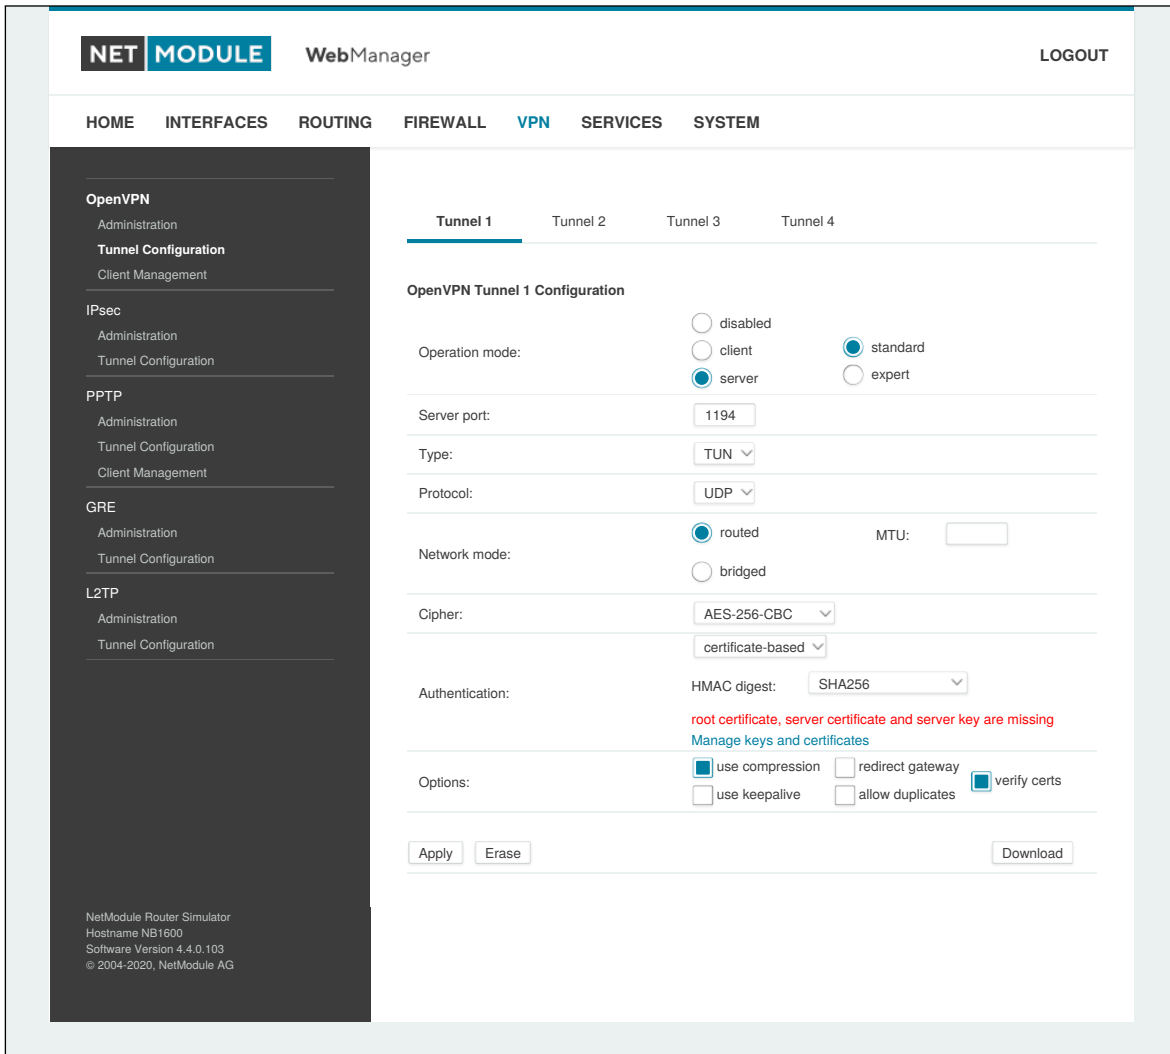 NET MODULE WebManager LOGOUT
HOME INTERFACES ROUTING FIREWALL VPN SERVICES SYSTEM
OpenVPN
Administration
Tunnel Configuration
Client Management
IPsec
Administration
Tunnel Configuration
PPTP
Administration
Tunnel Configuration
Client Management
GRE
Administration
Tunnel Configuration
L2TP
Administration
Tunnel Configuration
NetModule Router Simulator
Hostname NB1600
Software Version 4.4.0.103
© 2004-2020, NetModule AG
Tunnel 1 Tunnel 2 Tunnel 3 Tunnel 4
OpenVPN Tunnel 1 Configuration
Operation mode:
disabled
client
server
standard
expert
Server port: 1194
Type: TUN
Protocol: UDP
Network mode:
routed
bridged
MTU:
Cipher: AES-256-CBC
Authentication:
certificate-based
HMAC digest: SHA256
root certificate, server certificate and server key are missing
Manage keys and certificates
Options:
use compression redirect gateway verify certs
use keepalive allow duplicates
Apply Erase Download